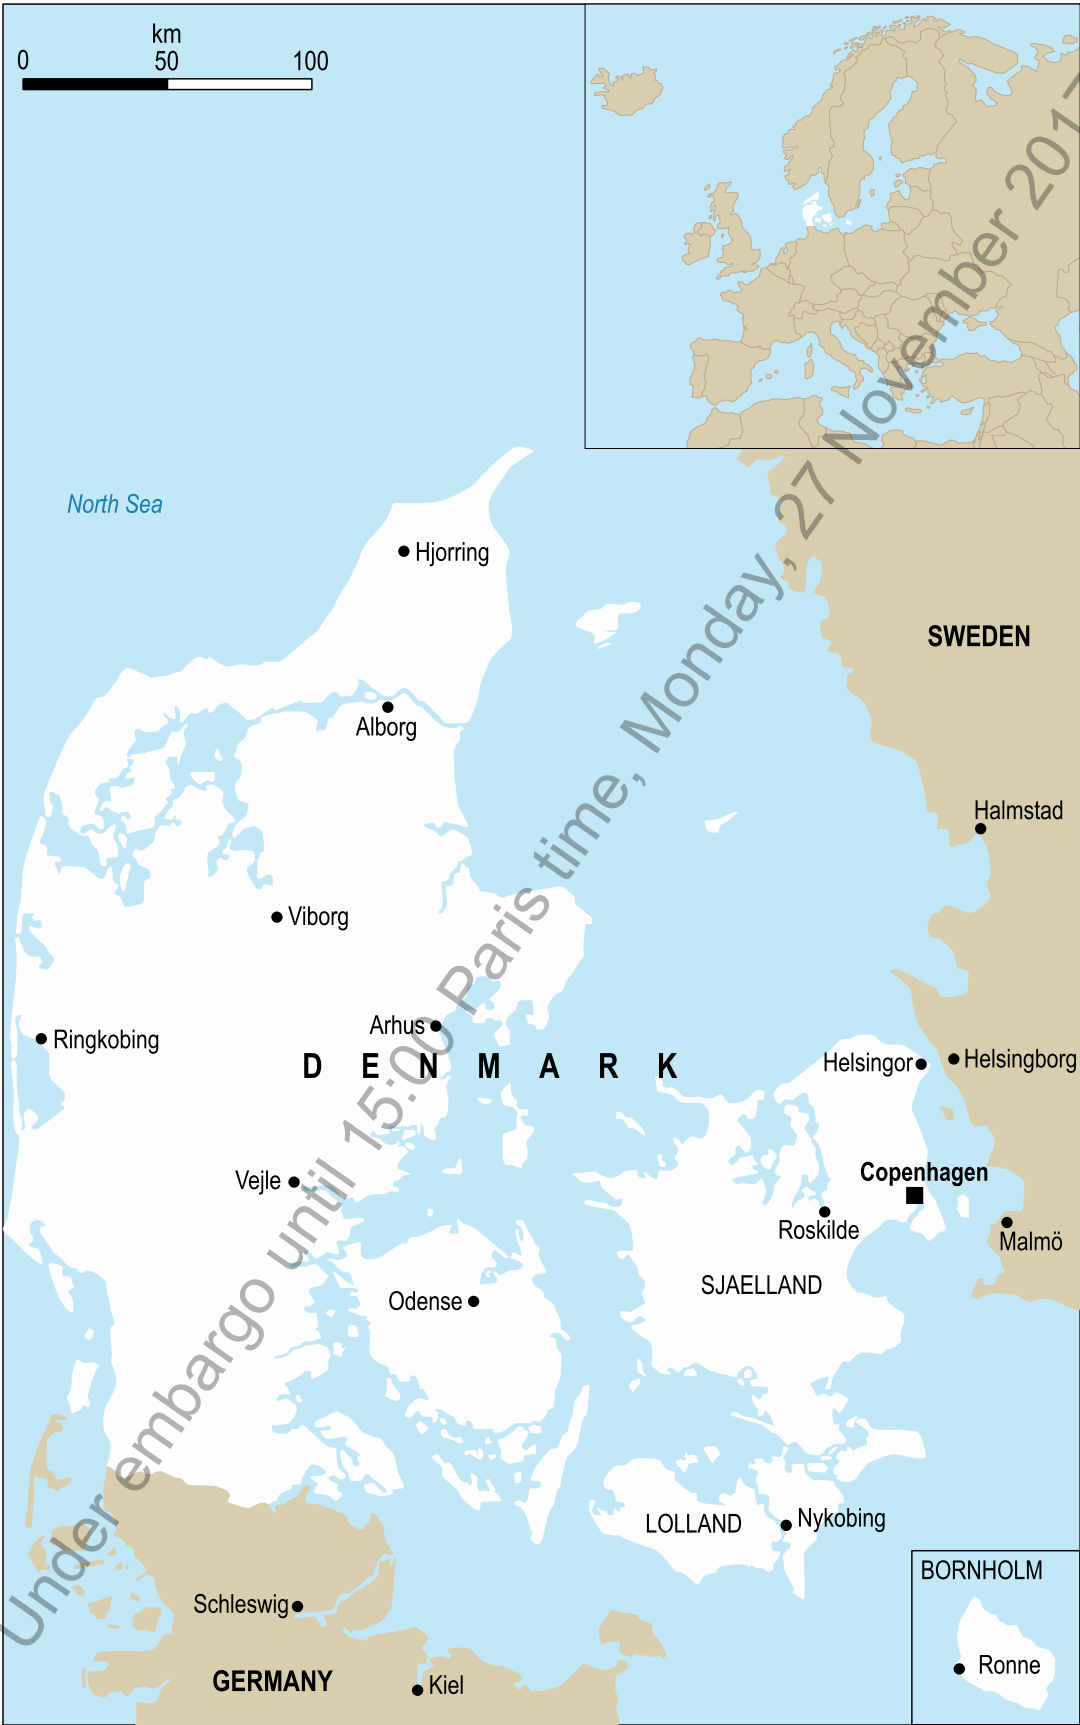 km
0 50 100
North Sea
Hjorring
SWEDEN
Alborg
Halmstad
Viborg
Arhus
Ringkobing
D E N M A R K
Helsingor
Helsingborg
Copenhagen
Vejle
Roskilde
Malmö
SJAELLAND
Odense
LOLLAND
Nykobing
BORNHOLM
Schleswig
Ronne
GERMANY
Kiel
Under embargo until 15:00 Paris time, Monday, 27 November 2017